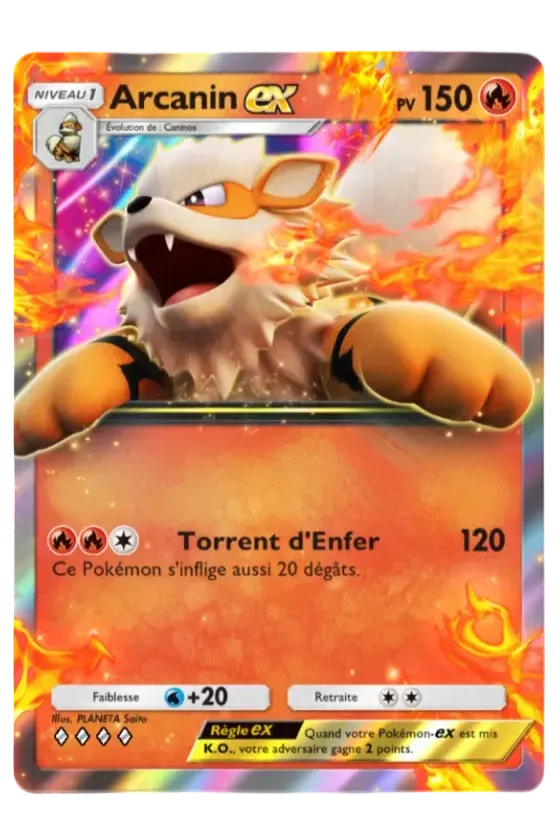 NIVEAU 1 Arcanin ex PV 150
Évolution de : Caninos
Torrent d'Enfer 120
Ce Pokémon s'inflige aussi 20 dégâts.
Faiblesse +20 Retraite
Illus. PLANETA Saito
Règle ex Quand votre Pokémon-ex est mis
K.O., votre adversaire gagne 2 points.